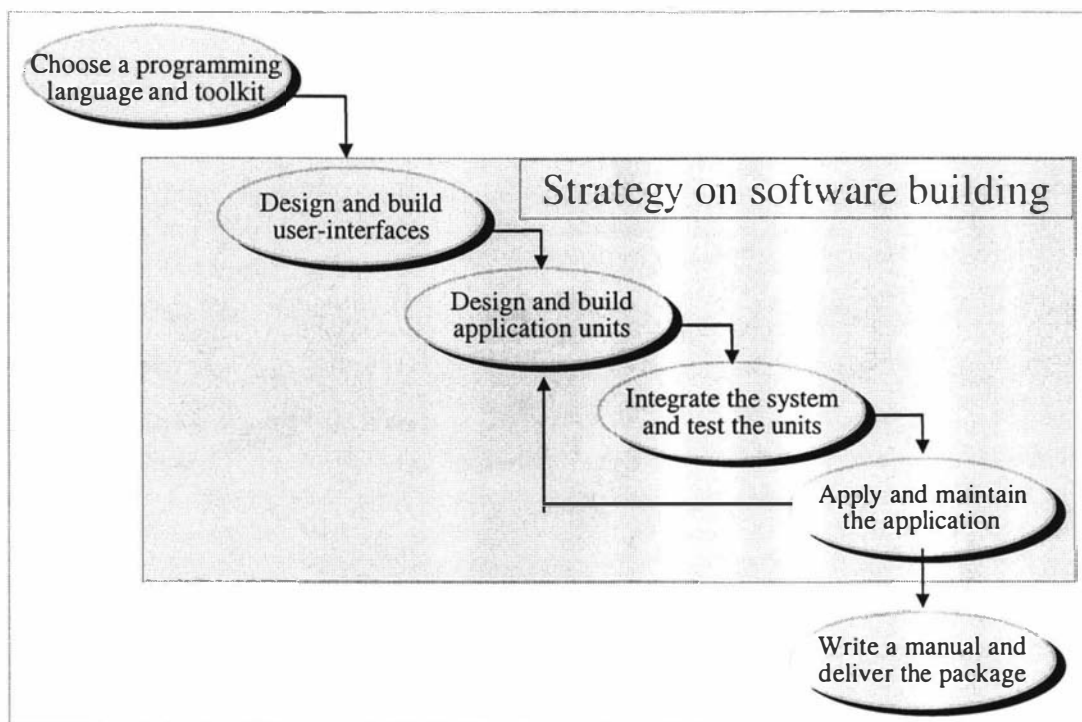 Choose a programming
language and toolkit
Strategy on software building
Design and build
user-interfaces
Design and build
application units
Integrate the system
and test the units
Apply and maintain
the application
Write a manual and
deliver the package